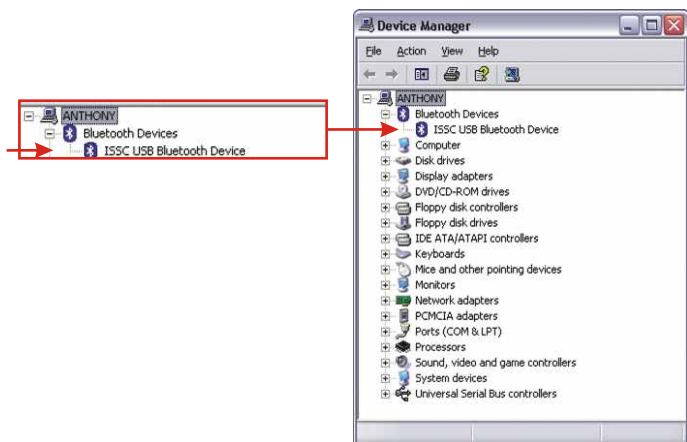 ANTHONY
Bluetooth Devices
ISSC USB Bluetooth Device
Device Manager
File Action View Help
ANTHONY
Bluetooth Devices
ISSC USB Bluetooth Device
Computer
Disk drives
Display adapters
DVD/CD-ROM drives
Floppy disk controllers
Floppy disk drives
IDE ATA/ATAPI controllers
Keyboards
Mice and other pointing devices
Monitors
Network adapters
PCMCIA adapters
Ports (COM & LPT)
Processors
Sound, video and game controllers
System devices
Universal Serial Bus controllers